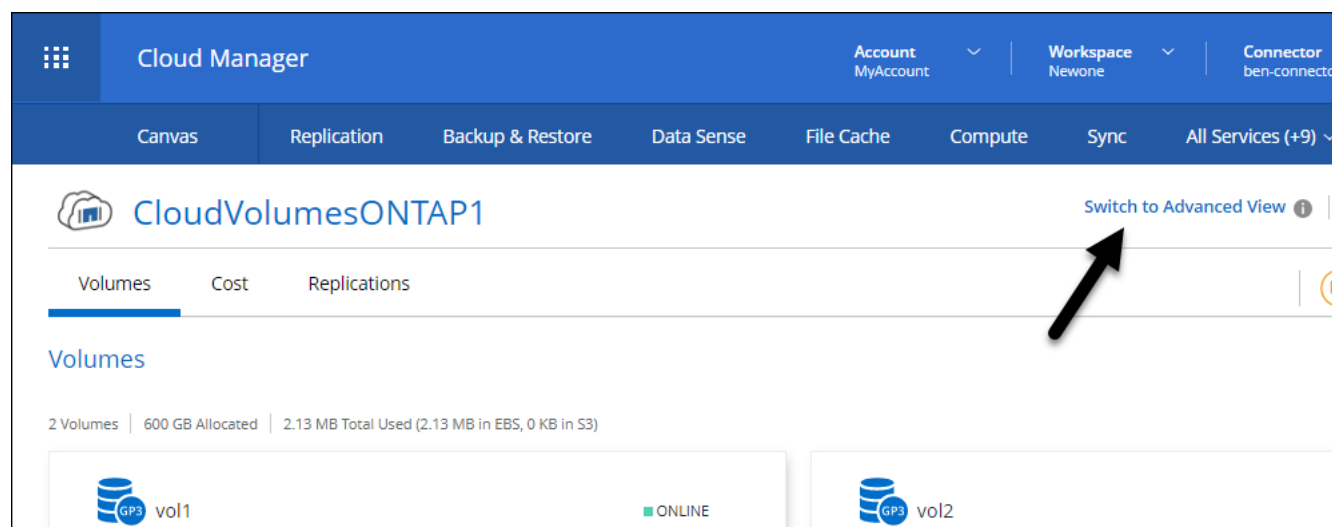 Cloud Manager
Account
MyAccount
Workspace
Newone
Connector
Canvas
Replication
Backup & Restore
Data Sense
File Cache
Compute
Sync
All Services (+9)
CloudVolumesONTAP1
Switch to Advanced View
Volumes
Cost
Replications
Volumes
2 Volumes
600 GB Allocated
2.13 MB Total Used (2.13 MB in EBS, 0 KB in S3)
GP3
vol1
ONLINE
GP3
vol2